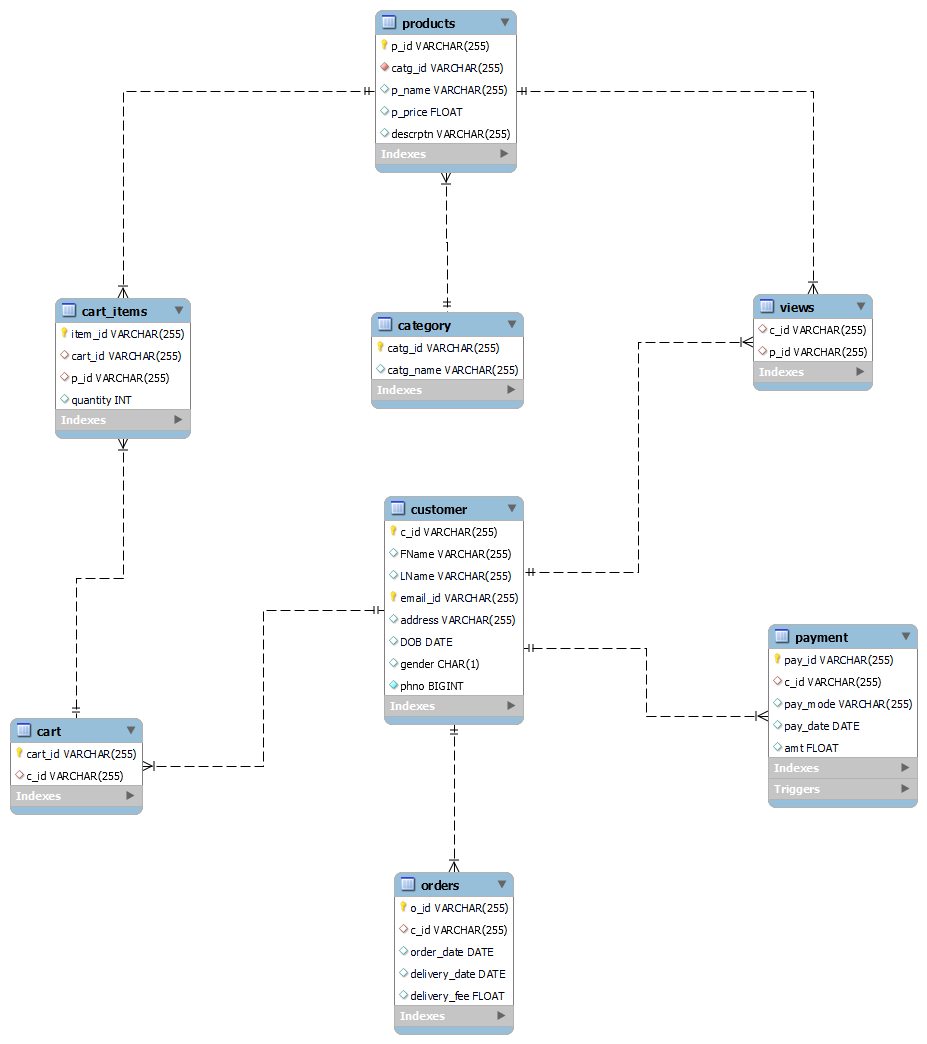 products
p_id VARCHAR(255)
catg_id VARCHAR(255)
p_name VARCHAR(255)
p_price FLOAT
descrptn VARCHAR(255)
Indexes
cart_items
item_id VARCHAR(255)
cart_id VARCHAR(255)
p_id VARCHAR(255)
quantity INT
Indexes
category
catg_id VARCHAR(255)
catg_name VARCHAR(255)
Indexes
views
c_id VARCHAR(255)
p_id VARCHAR(255)
Indexes
customer
c_id VARCHAR(255)
FName VARCHAR(255)
LName VARCHAR(255)
email_id VARCHAR(255)
address VARCHAR(255)
DOB DATE
gender CHAR(1)
phno BIGINT
Indexes
payment
pay_id VARCHAR(255)
c_id VARCHAR(255)
pay_mode VARCHAR(255)
pay_date DATE
amt FLOAT
Indexes
Triggers
cart
cart_id VARCHAR(255)
c_id VARCHAR(255)
Indexes
orders
o_id VARCHAR(255)
c_id VARCHAR(255)
order_date DATE
delivery_date DATE
delivery_fee FLOAT
Indexes